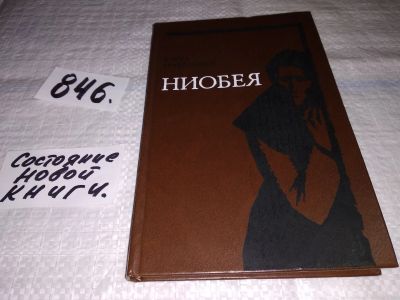 846.
Состояние
новой
книги.
НИОБЕЯ